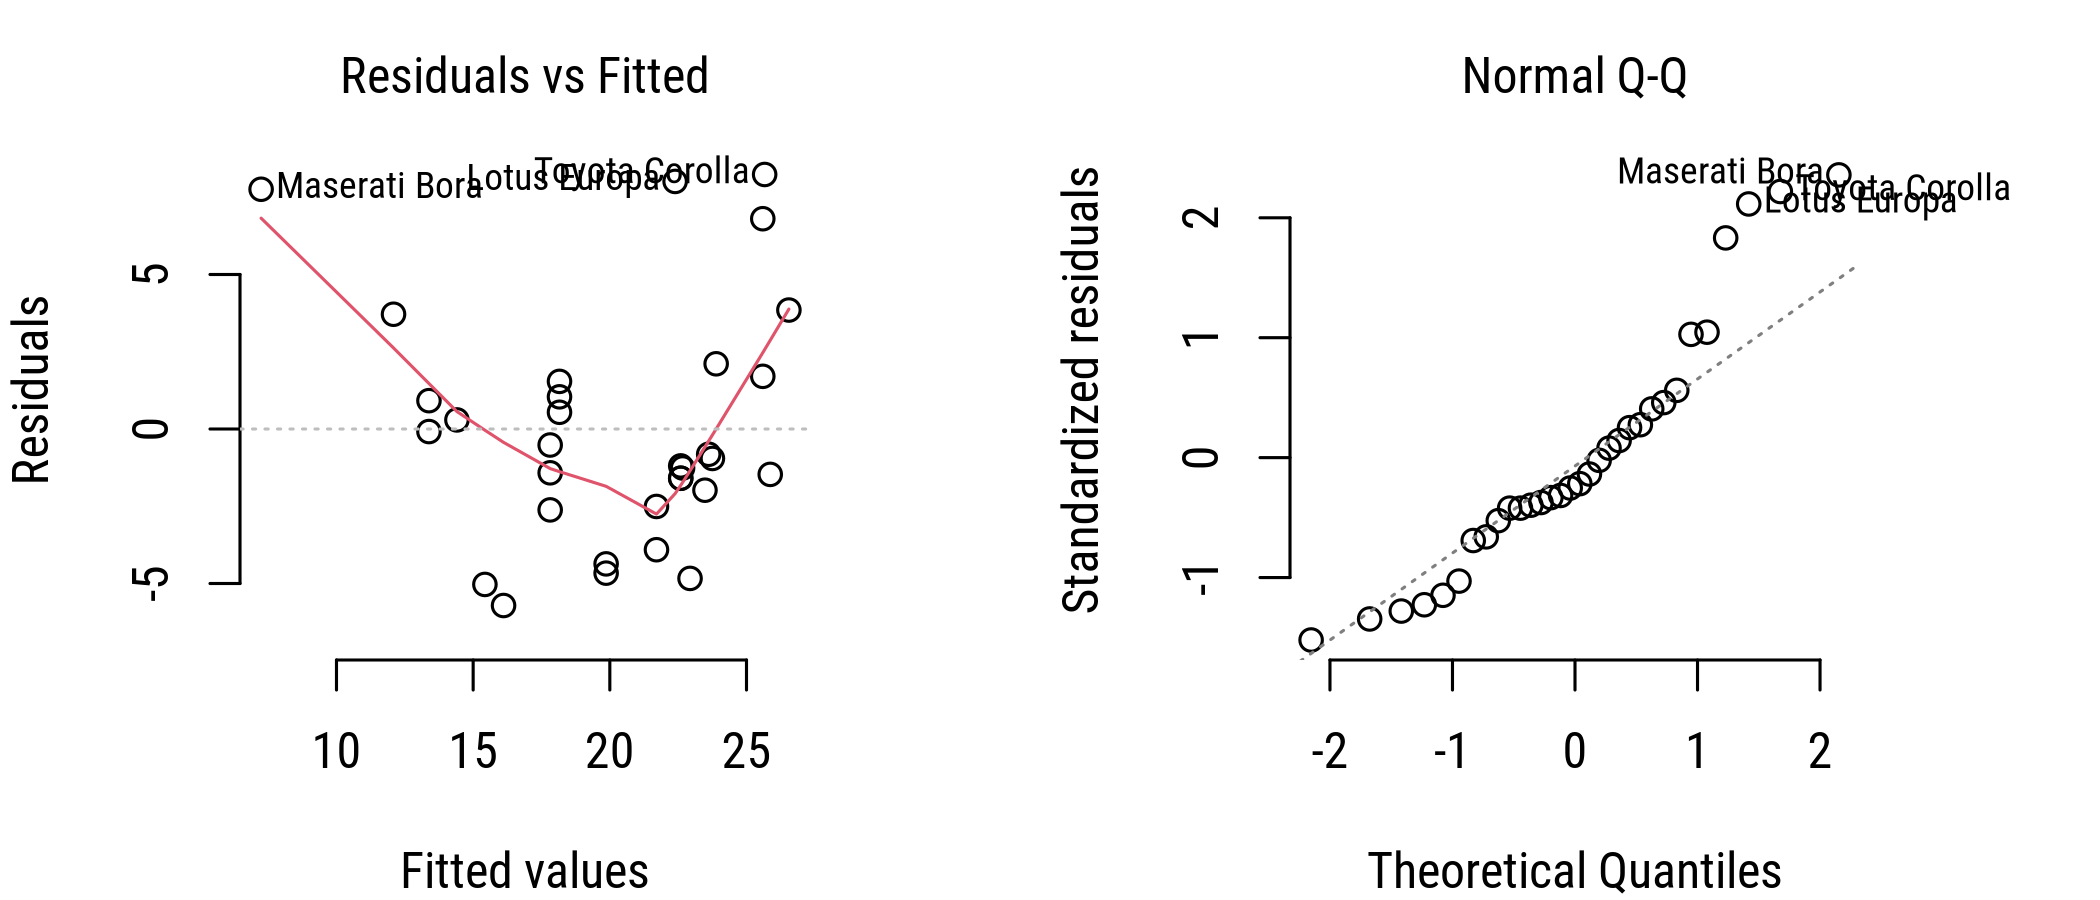 Residuals vs Fitted
Toyota Corolla
Lotus Europa
Maserati Bora
Residuals
5
0
-5
10 15 20 25
Fitted values
Normal Q-Q
Maserati Bora
Toyota Corolla
Lotus Europa
Standardized residuals
2
1
0
-1
-2 -1 0 1 2
Theoretical Quantiles